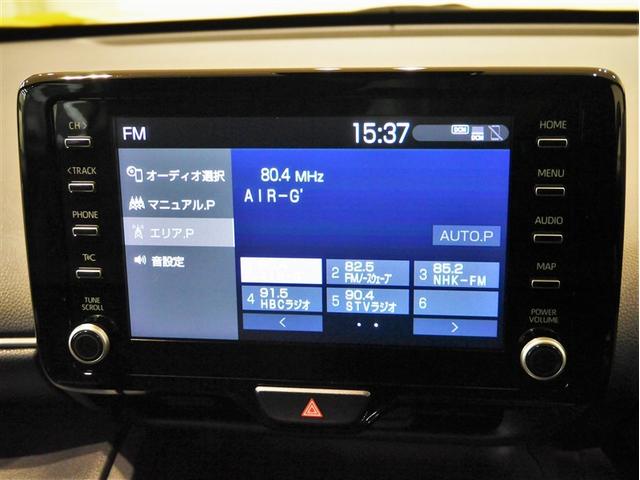 CH >
<TRACK
PHONE
T&C
TUNE
SCROLL
FM
15:37
DCM
オーディオ選択
マニュアル.P
エリア.P
音設定
80.4 MHz
AIR-G'
AUTO.P
2 82.5
FMノースウェーブ
3 85.2
NHK-FM
4 91.5
HBCラジオ
5 90.4
STVラジオ
6
<
>
HOME
MENU
AUDIO
MAP
POWER
VOLUME